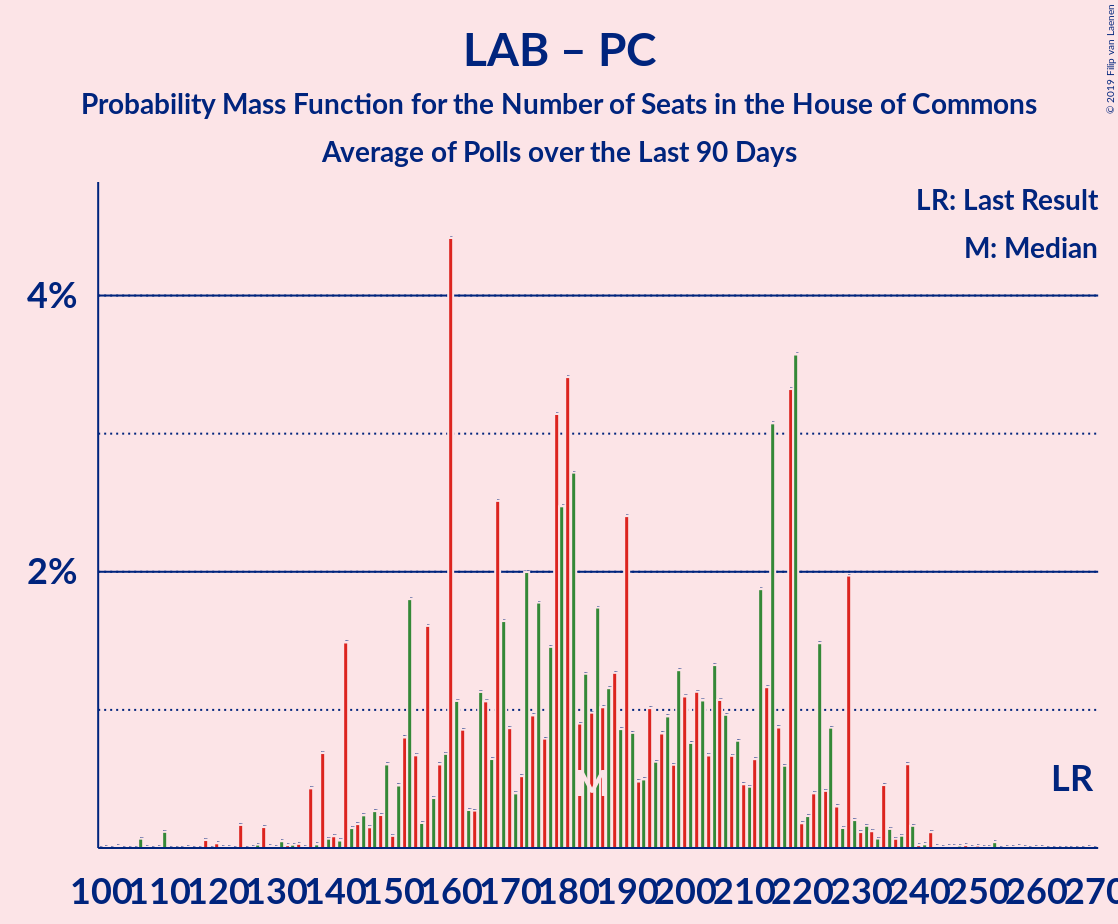 LAB – PC
Probability Mass Function for the Number of Seats in the House of Commons
Average of Polls over the Last 90 Days
© 2019 Filip van Laenen
LR: Last Result
M: Median
4%
2%
M
LR
100 110 120 130 140 150 160 170 180 190 200 210 220 230 240 250 260 270